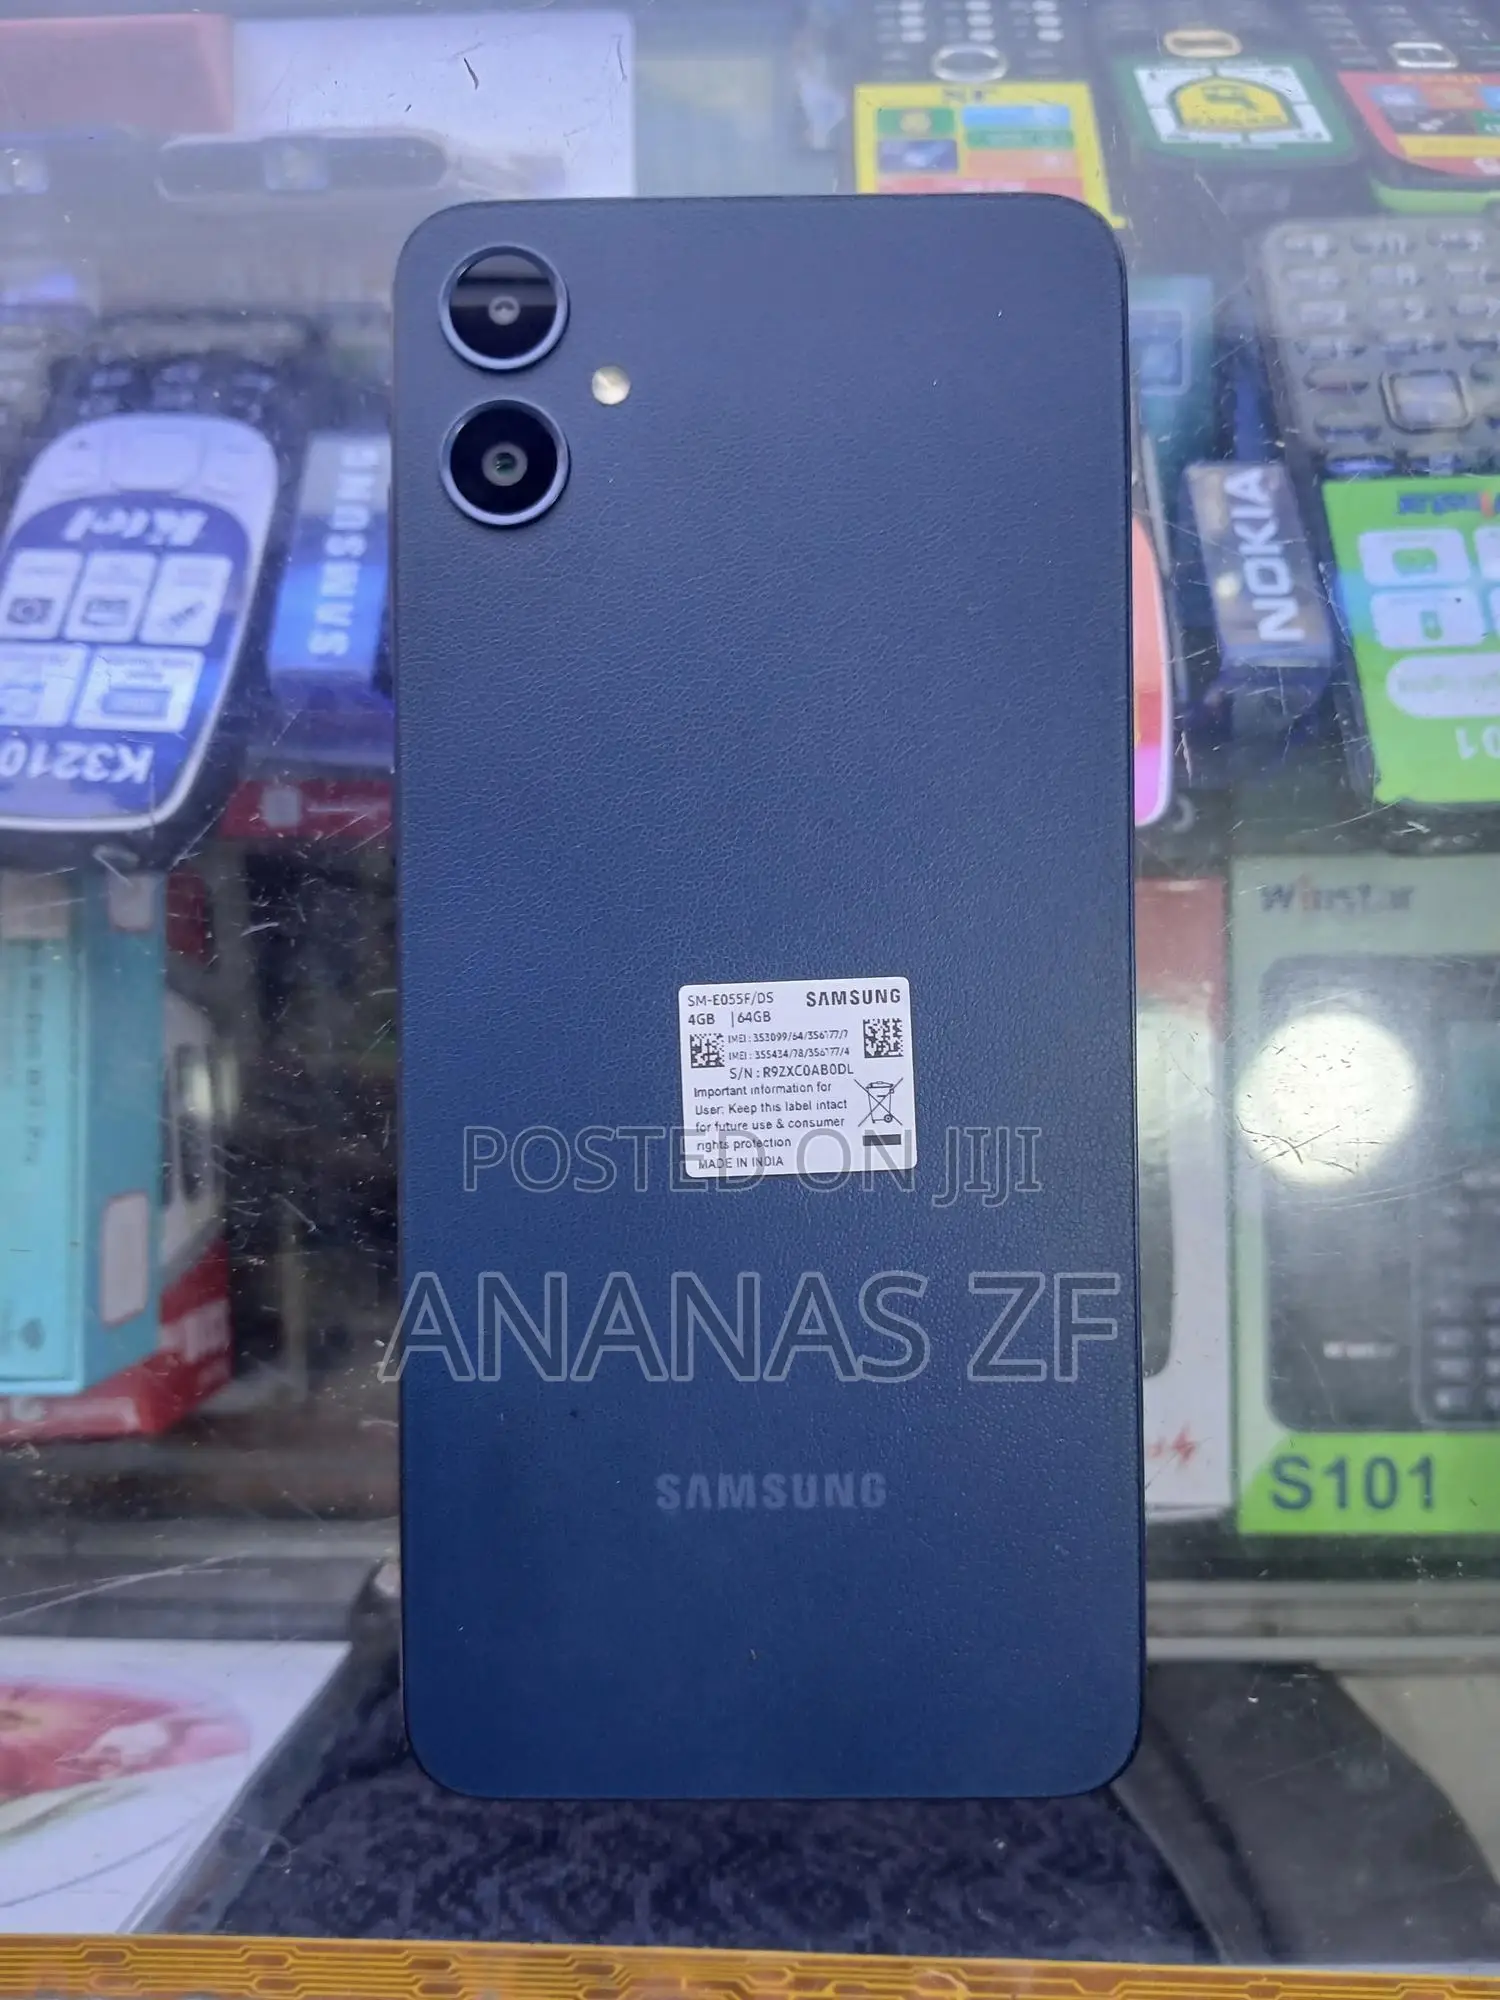 itel
K3210
SAMSUNG
NOKIA
Winstar
SM-E055F/DS SAMSUNG
4GB | 64GB
IMEI : 353099/64/356177/7
IMEI : 355434/78/356177/4
S/N : R9ZXC0AB0DL
Important information for
User: Keep this label intact
for future use & consumer
rights protection
MADE IN INDIA
POSTED ON JIJI
ANANAS ZF
SAMSUNG
S101